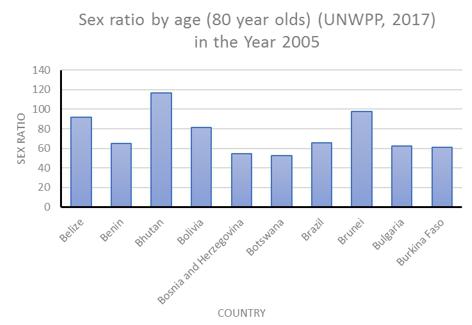 Sex ratio by age (80 year olds) (UNWPP, 2017)
in the Year 2005
SEX RATIO
140
120
100
80
60
40
20
0
Belize
Benin
Bhutan
Bolivia
Bosnia and Herzegovina
Botswana
Brazil
Brunei
Bulgaria
Burkina Faso
COUNTRY